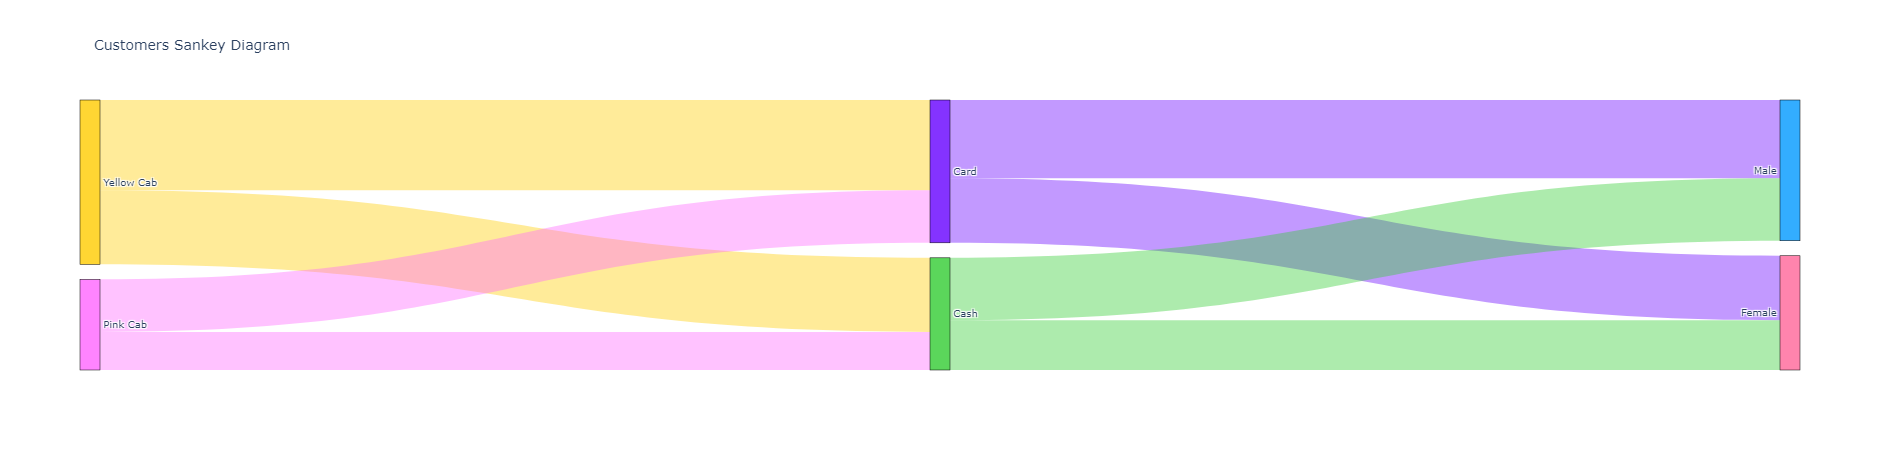 Customers Sankey Diagram
Yellow Cab
Pink Cab
Card
Cash
Male
Female